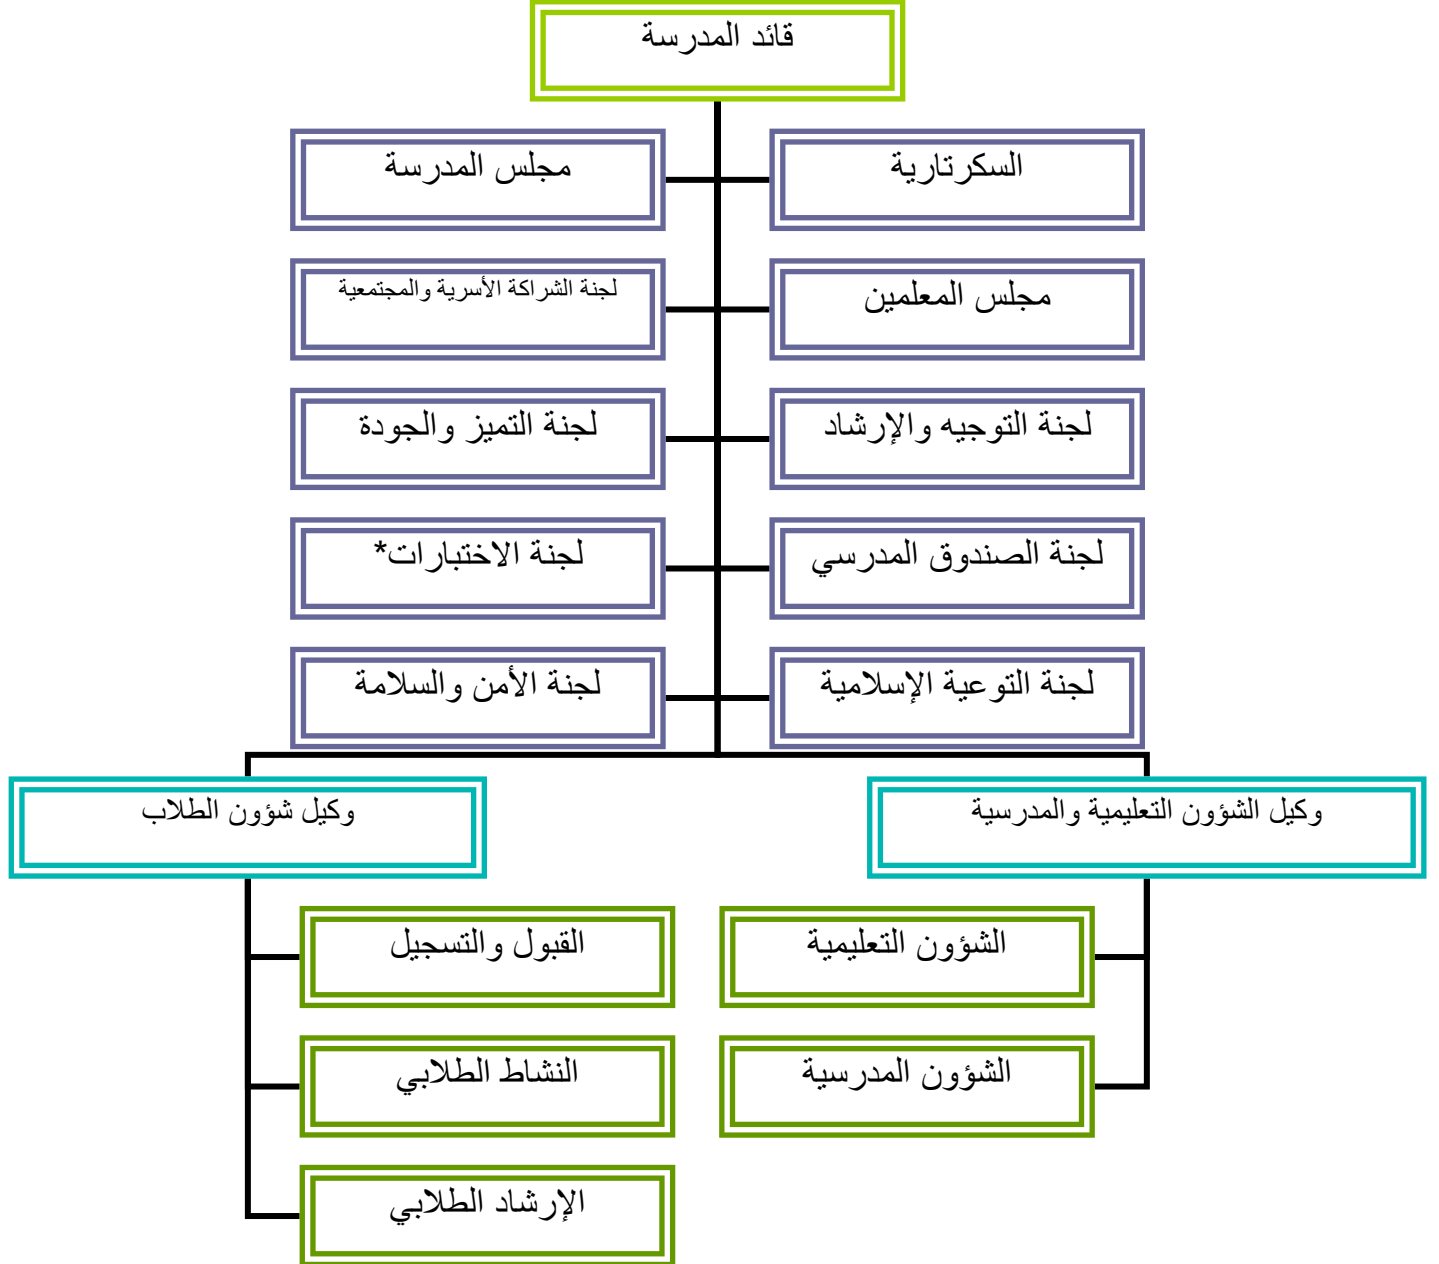 قائد المدرسة
السكرتارية
مجلس المدرسة
مجلس المعلمين
لجنة الشراكة الأسرية والمجتمعية
لجنة التوجيه والإرشاد
لجنة التميز والجودة
لجنة الصندوق المدرسي
لجنة الاختبارات*
لجنة التوعية الإسلامية
لجنة الأمن والسلامة
وكيل الشؤون التعليمية والمدرسية
وكيل شؤون الطلاب
الشؤون التعليمية
القبول والتسجيل
الشؤون المدرسية
النشاط الطلابي
الإرشاد الطلابي